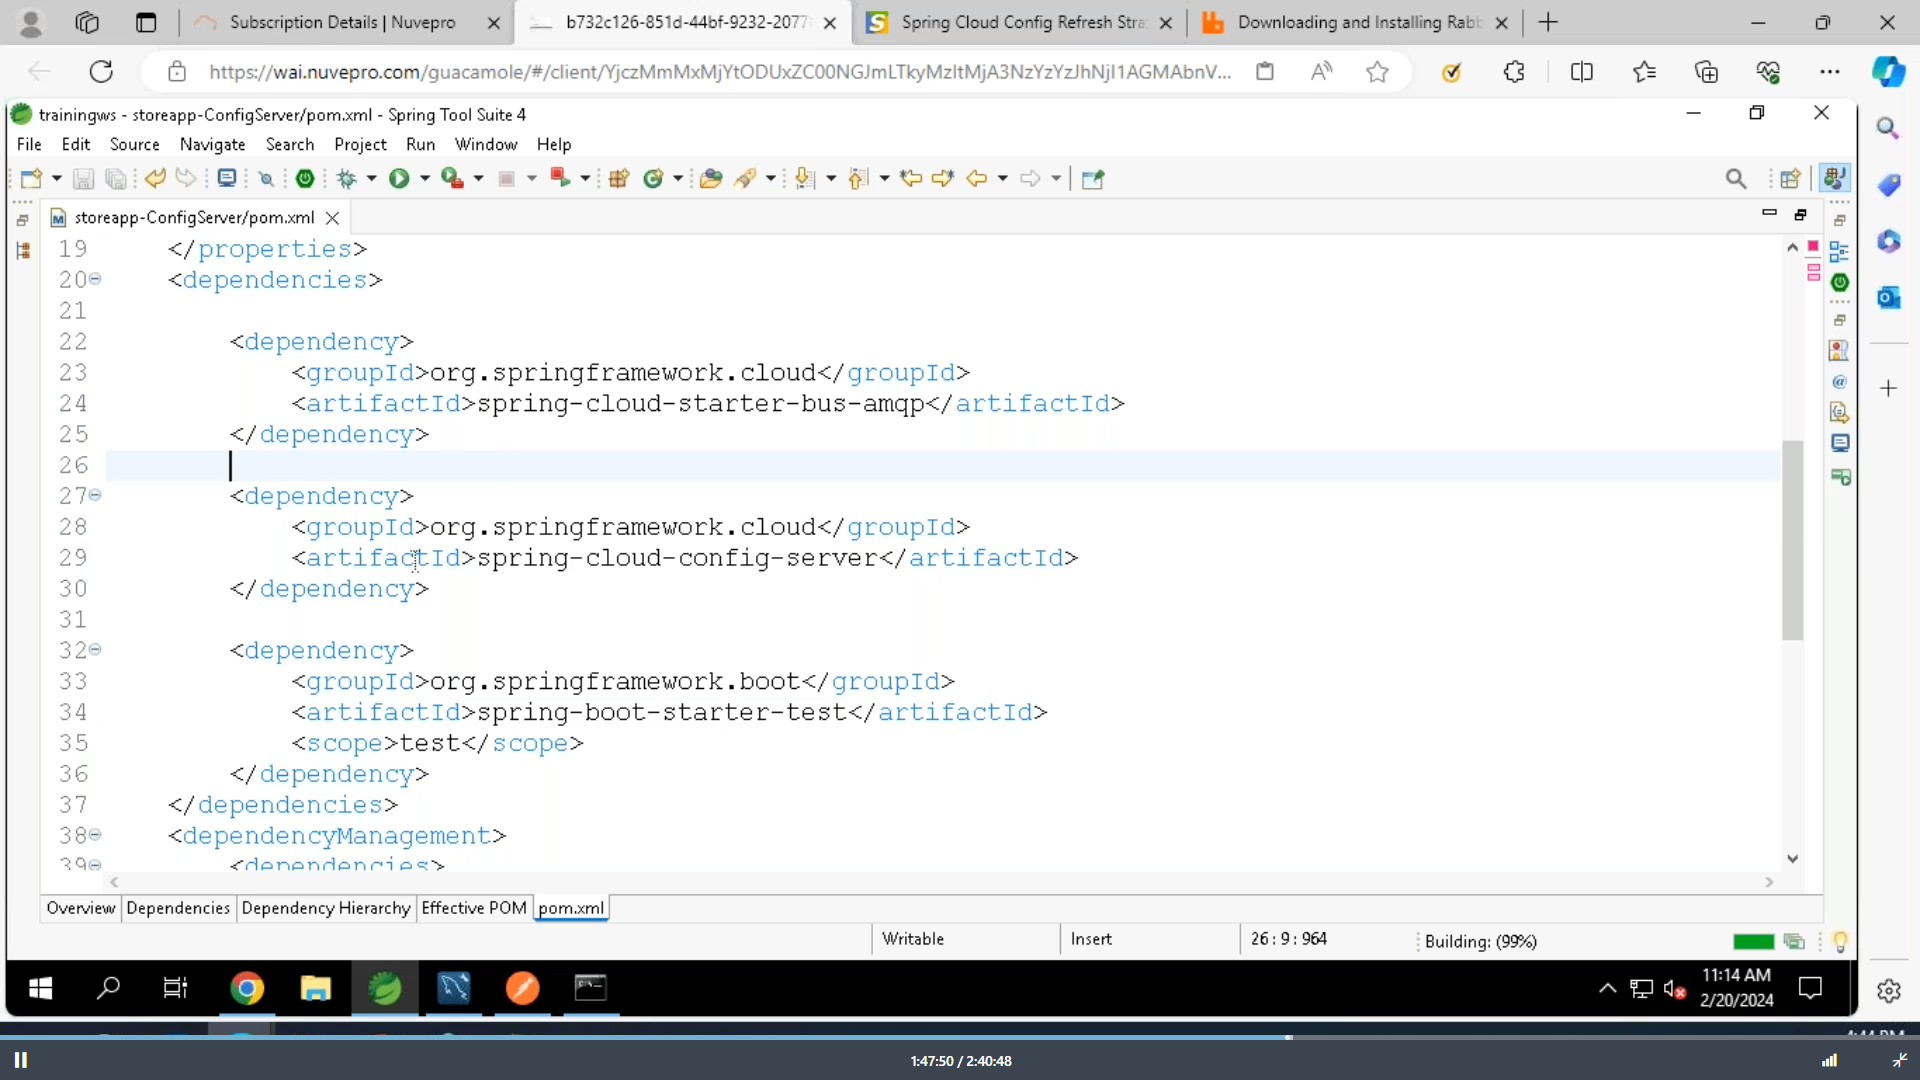 Subscription Details | Nuvepro
b732c126-851d-44bf-9232-2077
Spring Cloud Config Refresh Stra
Downloading and Installing Rabb
https://wai.nuvepro.com/guacamole/#/client/YjczMmMxMjYtODUxZC00NGJmLTkyMzItMjA3NzYzYzJhNjI1AGMAbnV...
trainingws - storeapp-ConfigServer/pom.xml - Spring Tool Suite 4
File Edit Source Navigate Search Project Run Window Help
storeapp-ConfigServer/pom.xml
19 </properties>
20 <dependencies>
21
22 <dependency>
23 <groupId>org.springframework.cloud</groupId>
24 <artifactId>spring-cloud-starter-bus-amqp</artifactId>
25 </dependency>
26
27 <dependency>
28 <groupId>org.springframework.cloud</groupId>
29 <artifactId>spring-cloud-config-server</artifactId>
30 </dependency>
31
32 <dependency>
33 <groupId>org.springframework.boot</groupId>
34 <artifactId>spring-boot-starter-test</artifactId>
35 <scope>test</scope>
36 </dependency>
37 </dependencies>
38 <dependencyManagement>
39 <dependencies>
Overview Dependencies Dependency Hierarchy Effective POM pom.xml
Writable Insert 26 : 9 : 964 Building: (99%)
11:14 AM
2/20/2024
1:47:50 / 2:40:48